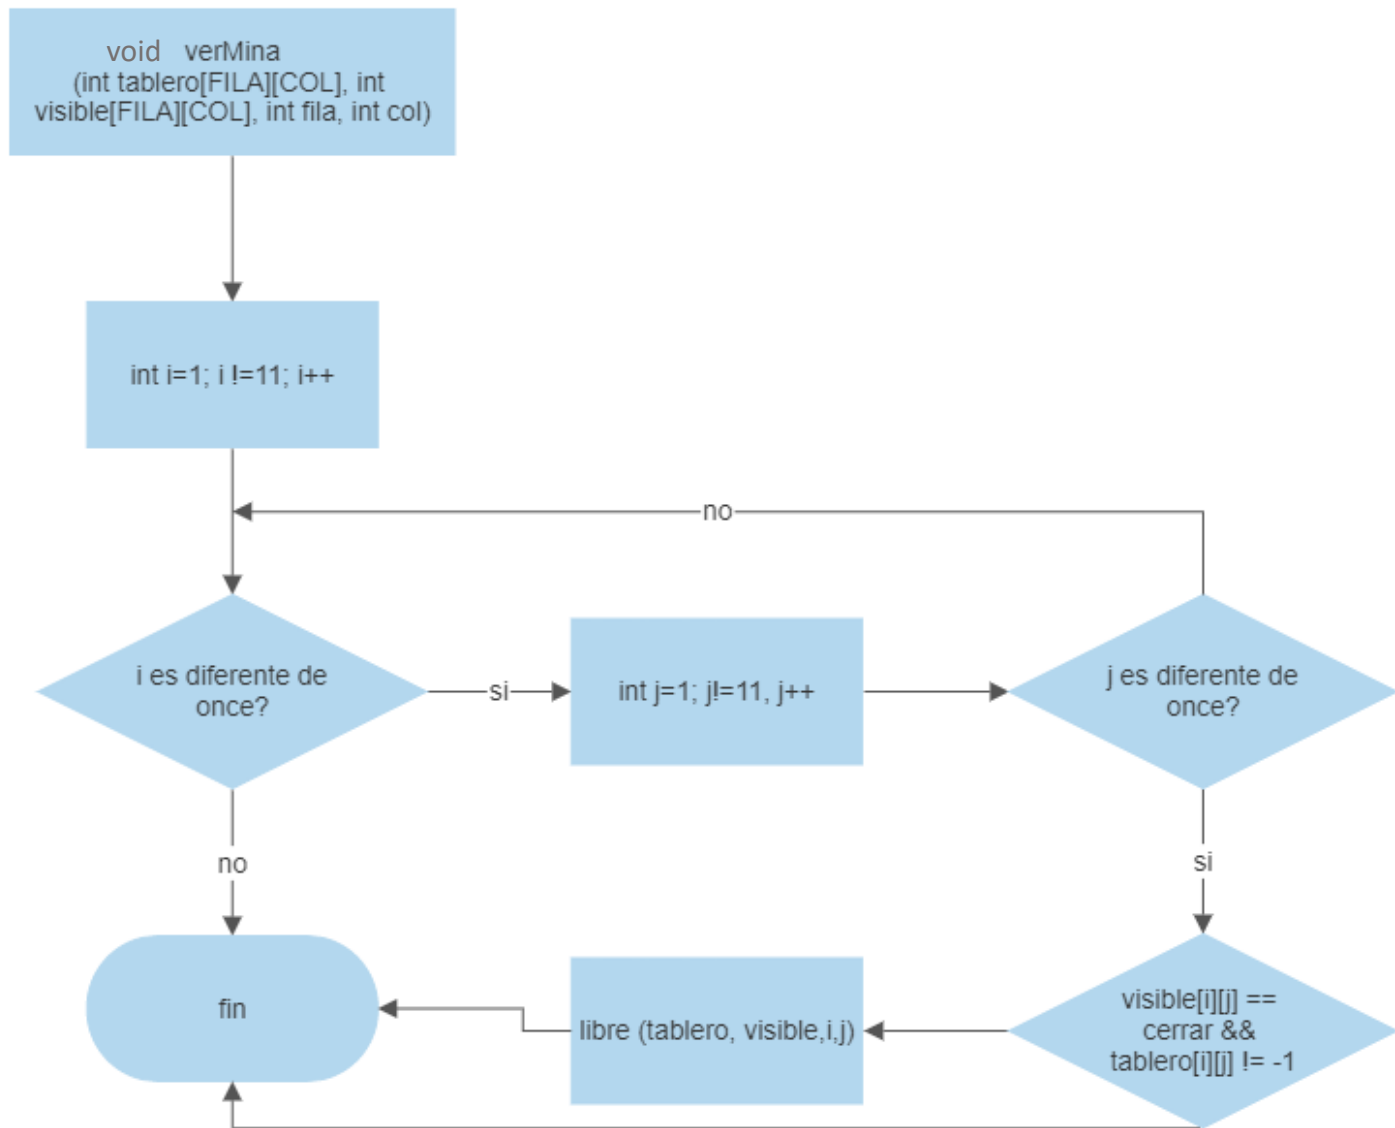 void verMina
(int tablero[FILA][COL], int
visible[FILA][COL], int fila, int col)
int i=1; i !=11; i++
no
i es diferente de
once?
si
int j=1; j!=11, j++
j es diferente de
once?
no
si
fin
libre (tablero, visible,i,j)
visible[i][j] ==
cerrar &&
tablero[i][j] != -1